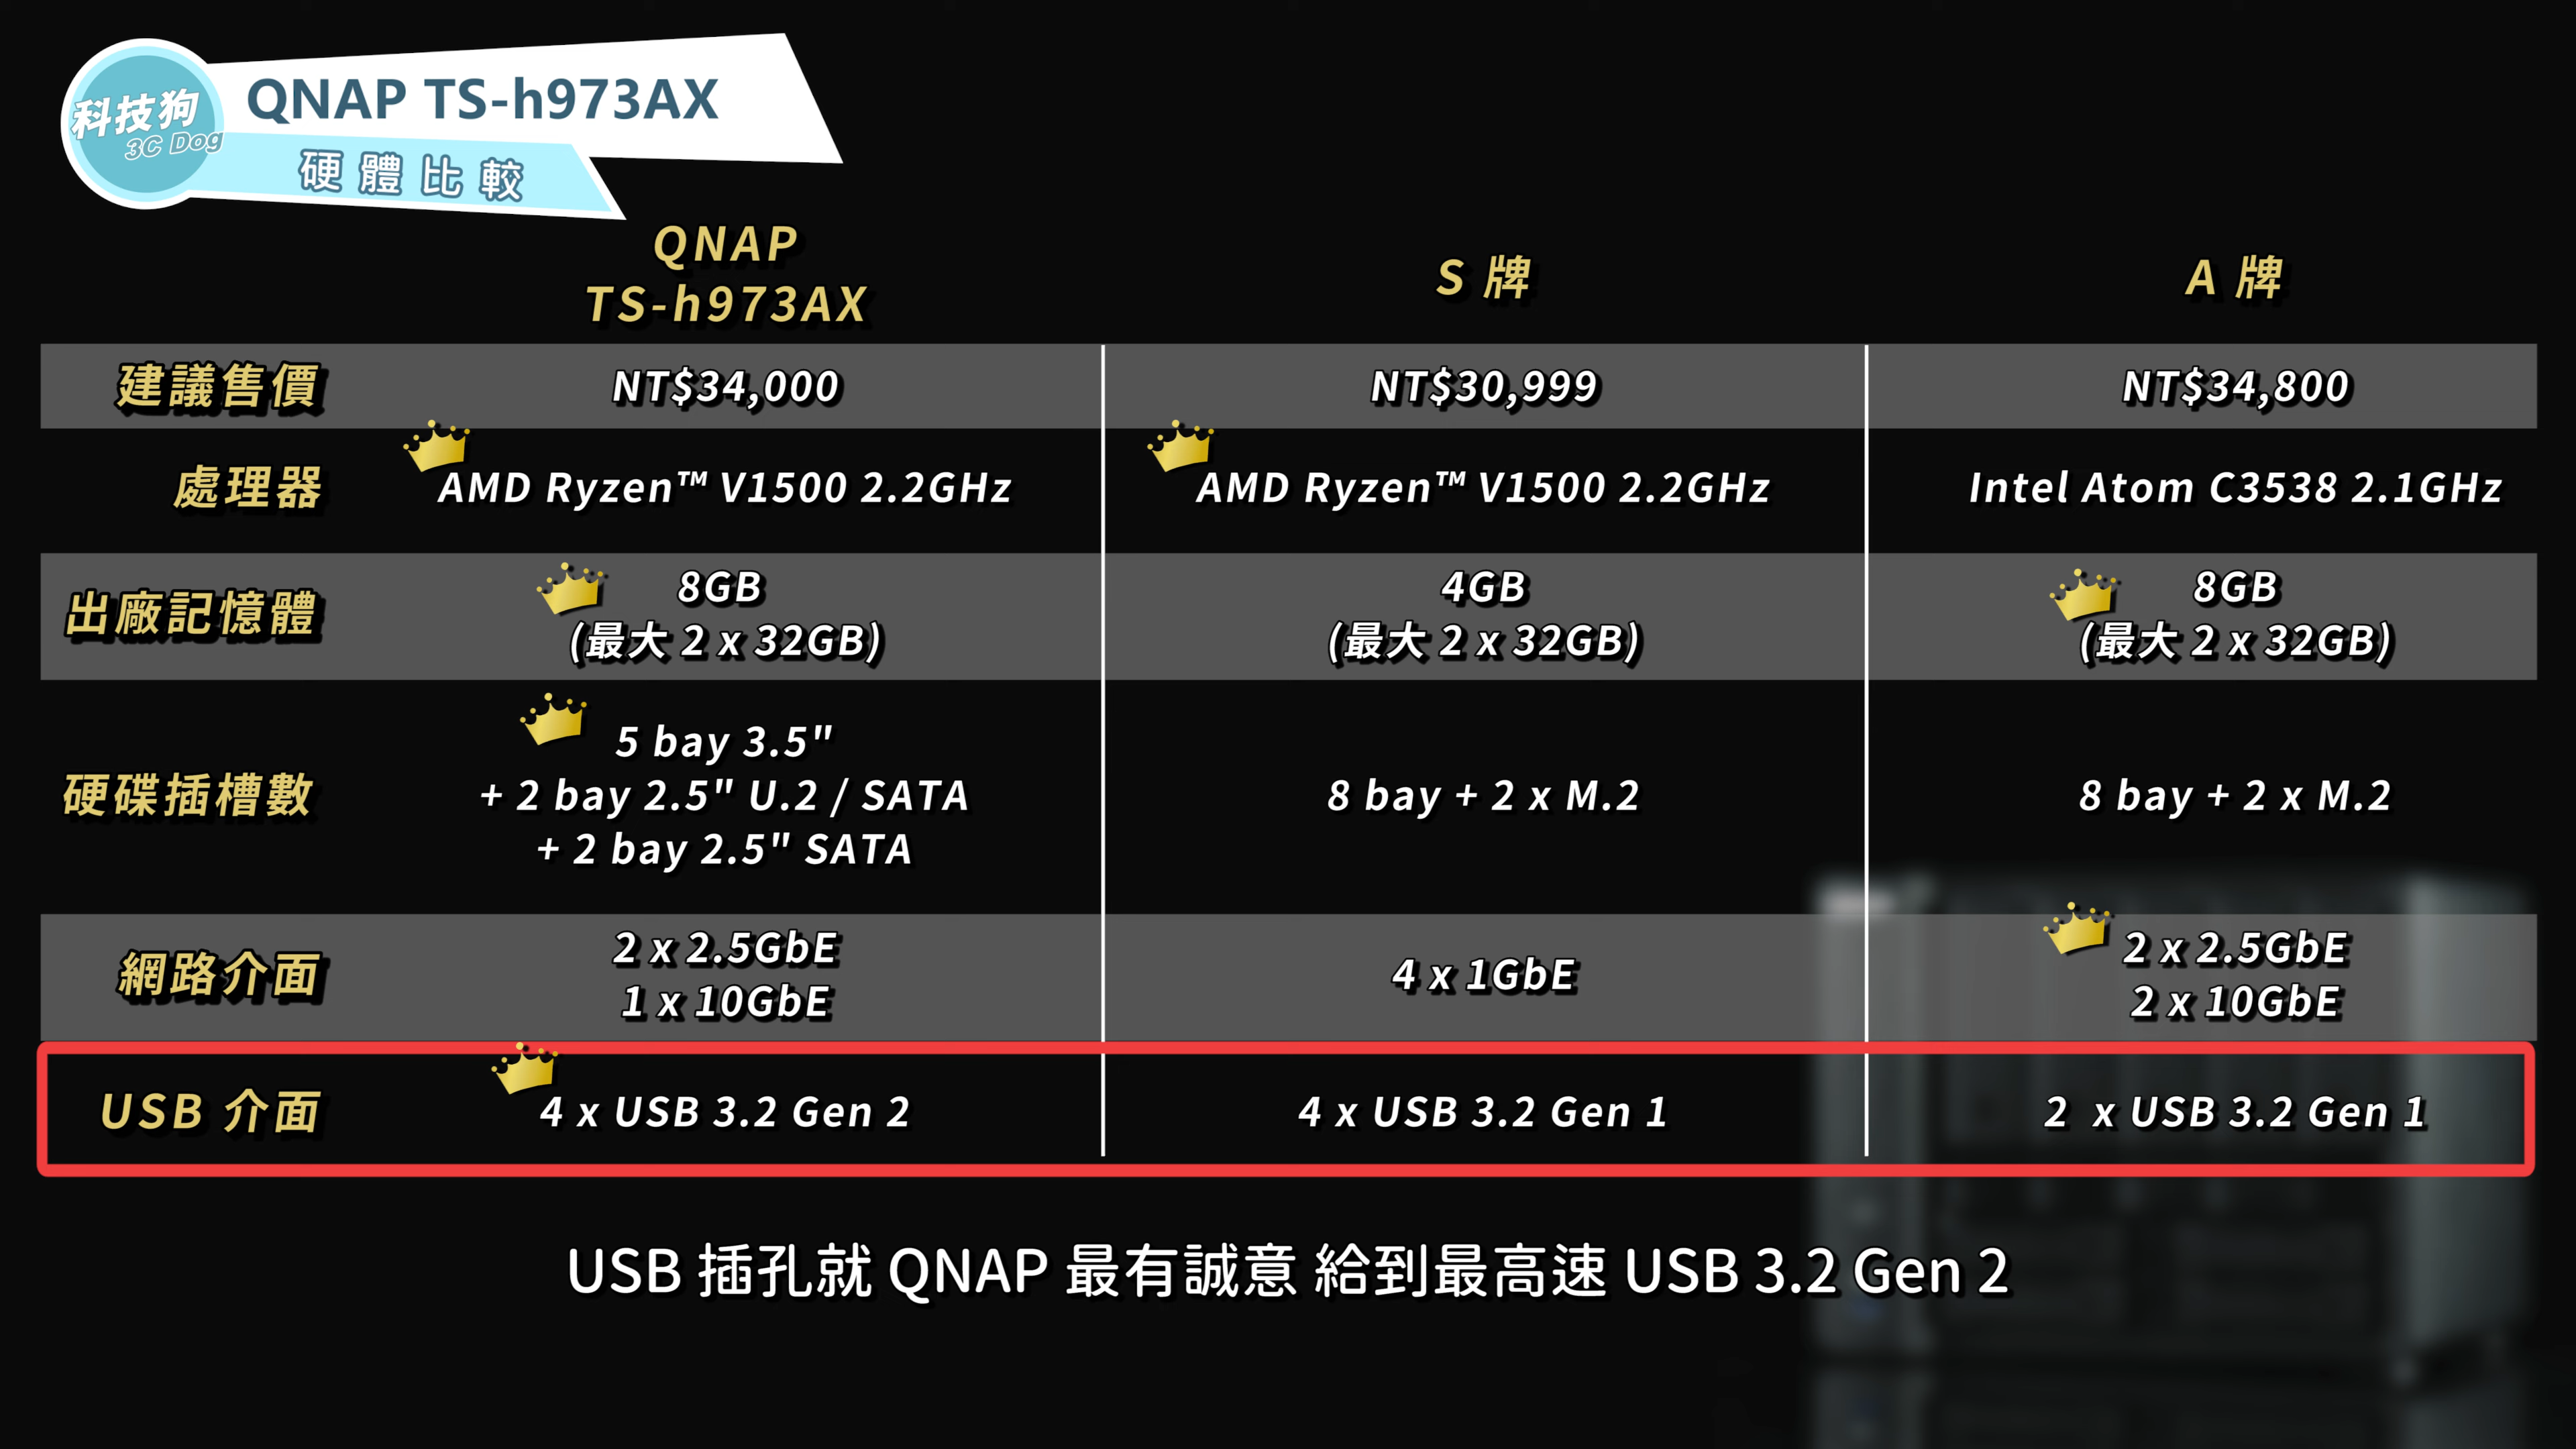 科技狗
3C Dog
QNAP TS-h973AX
硬體比較
QNAP
TS-h973AX
S 牌
A 牌
建議售價
NT$34,000
NT$30,999
NT$34,800
處理器
AMD Ryzen™ V1500 2.2GHz
AMD Ryzen™ V1500 2.2GHz
Intel Atom C3538 2.1GHz
出廠記憶體
8GB
(最大 2 x 32GB)
4GB
(最大 2 x 32GB)
8GB
(最大 2 x 32GB)
硬碟插槽數
5 bay 3.5"
+ 2 bay 2.5" U.2 / SATA
+ 2 bay 2.5" SATA
8 bay + 2 x M.2
8 bay + 2 x M.2
網路介面
2 x 2.5GbE
1 x 10GbE
4 x 1GbE
2 x 2.5GbE
2 x 10GbE
USB 介面
4 x USB 3.2 Gen 2
4 x USB 3.2 Gen 1
2 x USB 3.2 Gen 1
USB 插孔就 QNAP 最有誠意 給到最高速 USB 3.2 Gen 2